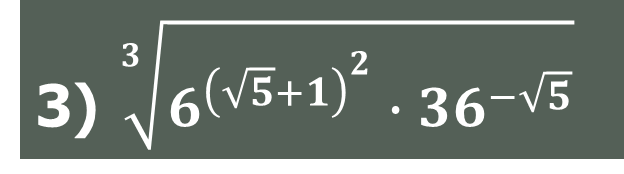 3) ∛(6^((√5+1)^2) · 36^(−√5))